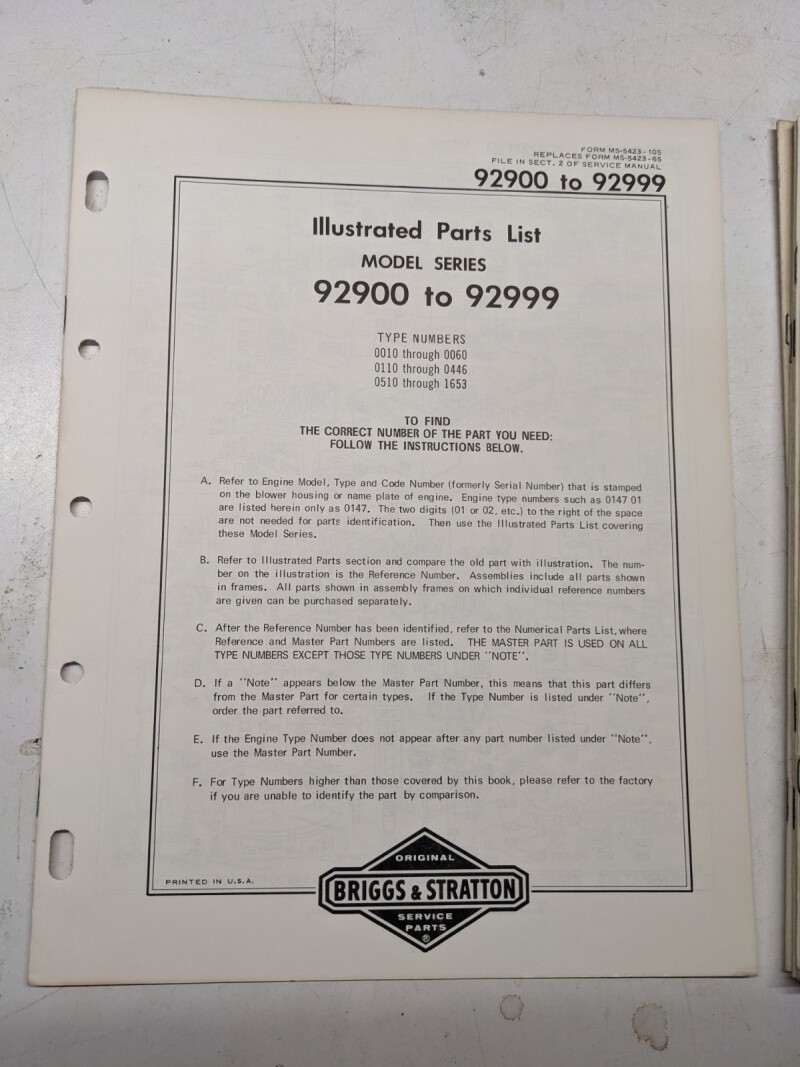 FORM MS-5423-105
REPLACES FORM MS-5423-65
FILE IN SECT. 2 OF SERVICE MANUAL
92900 to 92999
Illustrated Parts List
MODEL SERIES
92900 to 92999
TYPE NUMBERS
0010 through 0060
0110 through 0446
0510 through 1653
TO FIND
THE CORRECT NUMBER OF THE PART YOU NEED:
FOLLOW THE INSTRUCTIONS BELOW.
A. Refer to Engine Model, Type and Code Number (formerly Serial Number) that is stamped
on the blower housing or name plate of engine. Engine type numbers such as 0147 01
are listed herein only as 0147. The two digits (01 or 02, etc.) to the right of the space
are not needed for parts identification. Then use the Illustrated Parts List covering
these Model Series.
B. Refer to Illustrated Parts section and compare the old part with illustration. The num-
ber on the illustration is the Reference Number. Assemblies include all parts shown
in frames. All parts shown in assembly frames on which individual reference numbers
are given can be purchased separately.
C. After the Reference Number has been identified, refer to the Numerical Parts List, where
Reference and Master Part Numbers are listed. THE MASTER PART IS USED ON ALL
TYPE NUMBERS EXCEPT THOSE TYPE NUMBERS UNDER "NOTE".
D. If a "Note" appears below the Master Part Number, this means that this part differs
from the Master Part for certain types. If the Type Number is listed under "Note",
order the part referred to.
E. If the Engine Type Number does not appear after any part number listed under "Note",
use the Master Part Number.
F. For Type Numbers higher than those covered by this book, please refer to the factory
if you are unable to identify the part by comparison.
PRINTED IN U.S.A.
ORIGINAL
BRIGGS & STRATTON
SERVICE
PARTS
®